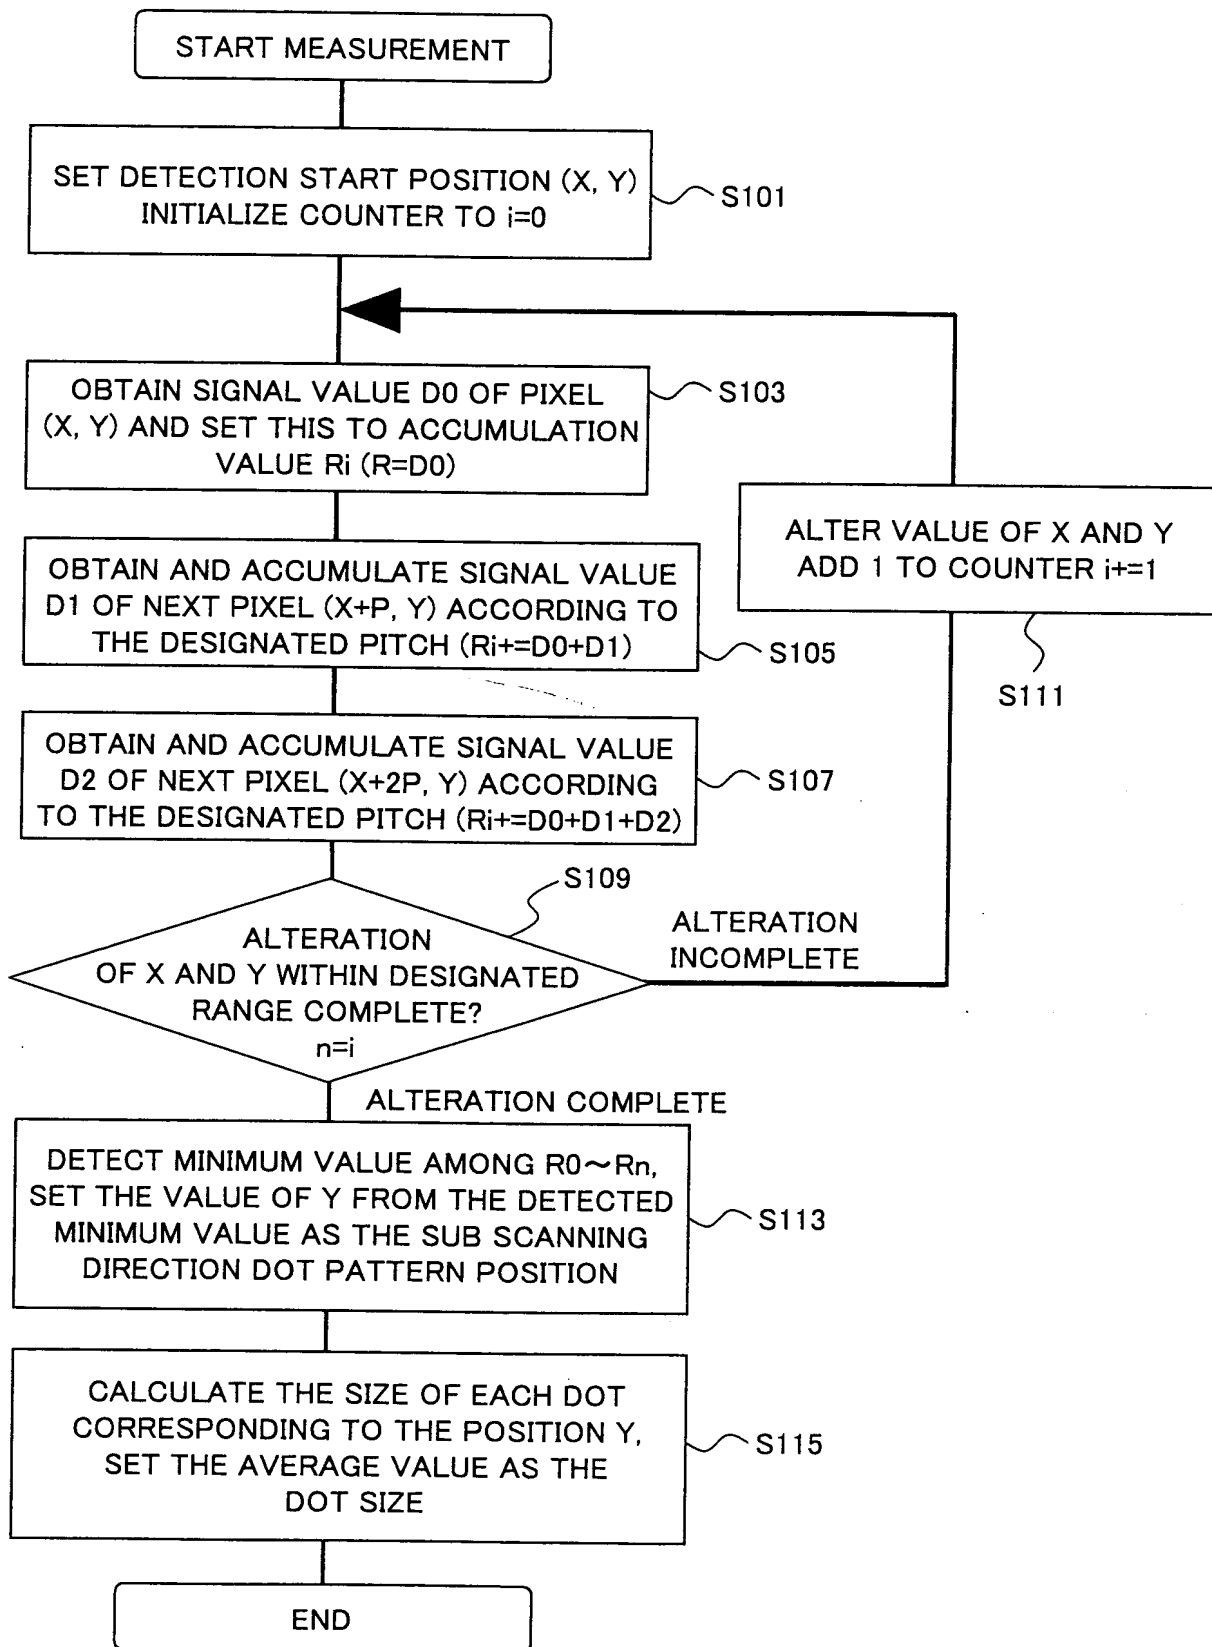 START MEASUREMENT
SET DETECTION START POSITION (X, Y)
INITIALIZE COUNTER TO i=0
S101
OBTAIN SIGNAL VALUE D0 OF PIXEL
(X, Y) AND SET THIS TO ACCUMULATION
VALUE Ri (R=D0)
S103
OBTAIN AND ACCUMULATE SIGNAL VALUE
D1 OF NEXT PIXEL (X+P, Y) ACCORDING TO
THE DESIGNATED PITCH (Ri+=D0+D1)
S105
ALTER VALUE OF X AND Y
ADD 1 TO COUNTER i+=1
S111
OBTAIN AND ACCUMULATE SIGNAL VALUE
D2 OF NEXT PIXEL (X+2P, Y) ACCORDING
TO THE DESIGNATED PITCH (Ri+=D0+D1+D2)
S107
S109
ALTERATION
OF X AND Y WITHIN DESIGNATED
RANGE COMPLETE?
n=i
ALTERATION
INCOMPLETE
ALTERATION COMPLETE
DETECT MINIMUM VALUE AMONG R0~Rn,
SET THE VALUE OF Y FROM THE DETECTED
MINIMUM VALUE AS THE SUB SCANNING
DIRECTION DOT PATTERN POSITION
S113
CALCULATE THE SIZE OF EACH DOT
CORRESPONDING TO THE POSITION Y,
SET THE AVERAGE VALUE AS THE
DOT SIZE
S115
END